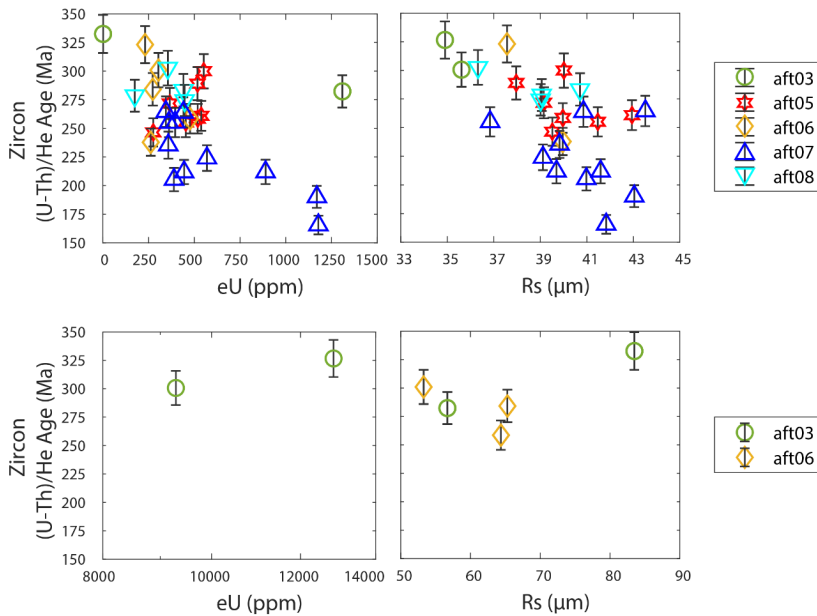 350
325
300
275
250
225
200
175
150
Zircon
(U-Th)/He Age (Ma)
0 250 500 750 1000 1250 1500
eU (ppm)
33 35 37 39 41 43 45
Rs (μm)
aft03
aft05
aft06
aft07
aft08
350
325
300
275
250
225
200
175
150
Zircon
(U-Th)/He Age (Ma)
8000 10000 12000 14000
eU (ppm)
50 60 70 80 90
Rs (μm)
aft03
aft06